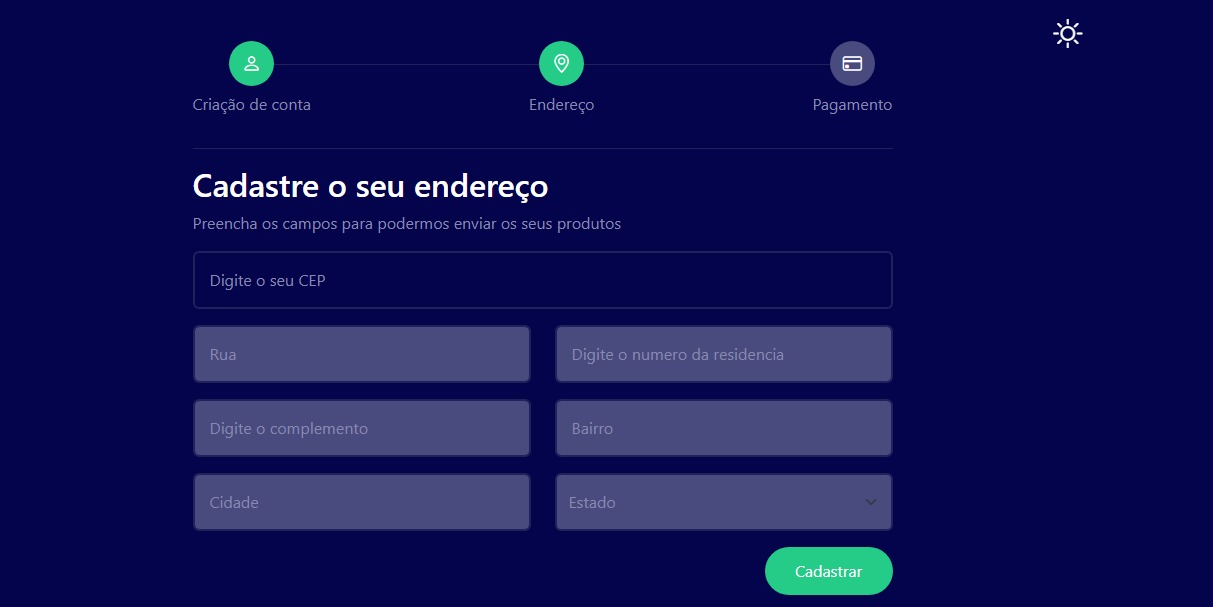 Criação de conta Endereço Pagamento
Cadastre o seu endereço
Preencha os campos para podermos enviar os seus produtos
Digite o seu CEP
Rua Digite o numero da residencia
Digite o complemento Bairro
Cidade Estado
Cadastrar